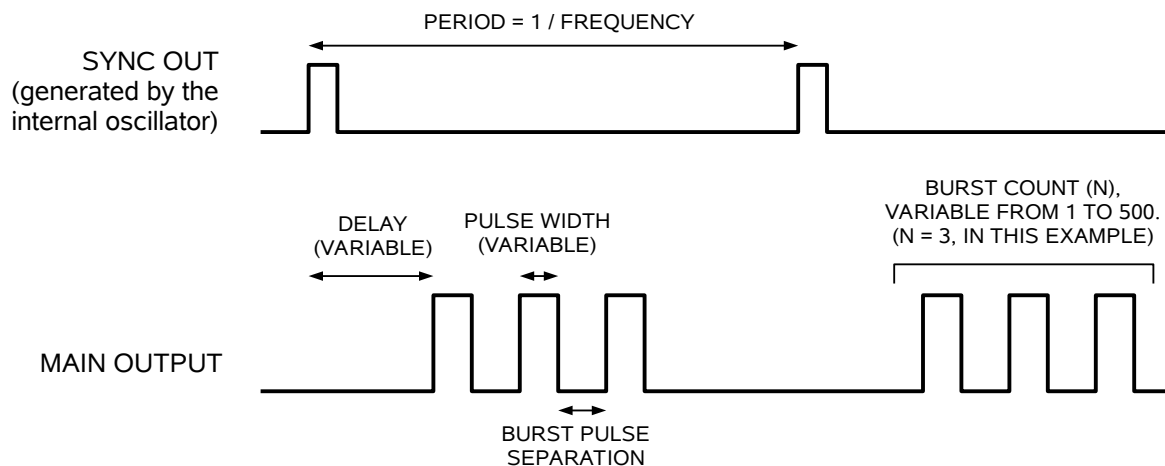 PERIOD = 1 / FREQUENCY
SYNC OUT
(generated by the
internal oscillator)
BURST COUNT (N),
VARIABLE FROM 1 TO 500.
(N = 3, IN THIS EXAMPLE)
DELAY
(VARIABLE)
PULSE WIDTH
(VARIABLE)
MAIN OUTPUT
BURST PULSE
SEPARATION